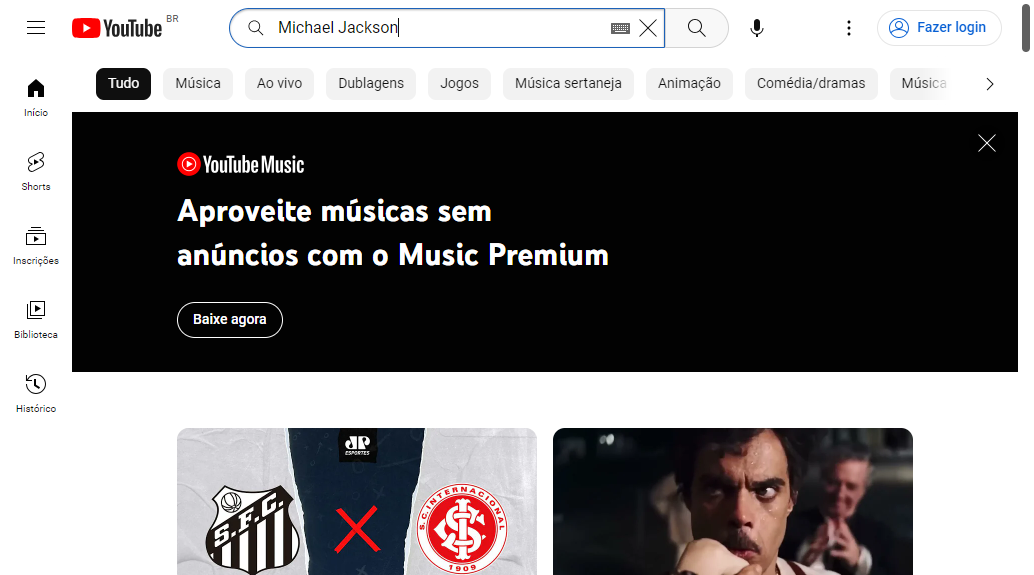 YouTube BR
Michael Jackson
Fazer login
Tudo
Música
Ao vivo
Dublagens
Jogos
Música sertaneja
Animação
Comédia/dramas
Música
Início
Shorts
Inscrições
Biblioteca
Histórico
YouTube Music
Aproveite músicas sem
anúncios com o Music Premium
Baixe agora
JP
ESPORTES
S.F.C.
S.C. INTERNACIONAL
1909